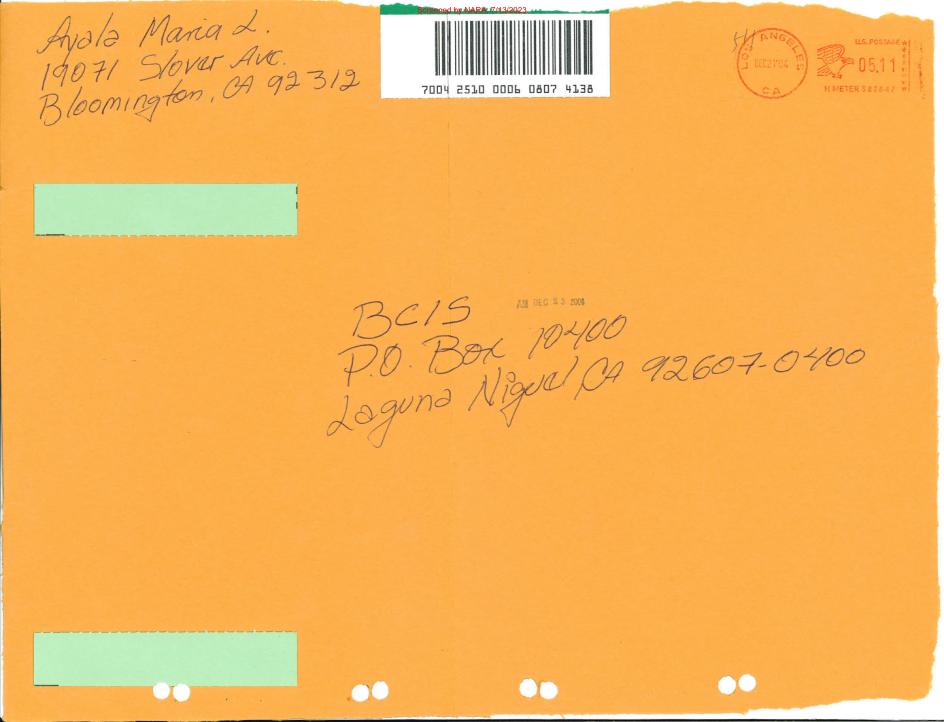 Screened by NARA, 7/13/2023
Ayala Maria L.
19071 Slover Ave.
Bloomington, CA 92312
7004 2510 0006 0807 4138
LOS ANGELES
DEC 21'04
CA
U.S. POSTAGE
05.11
H METER
BCIS
DEC 23 2004
P.O. Box 10400
Laguna Niguel CA 92607-0400